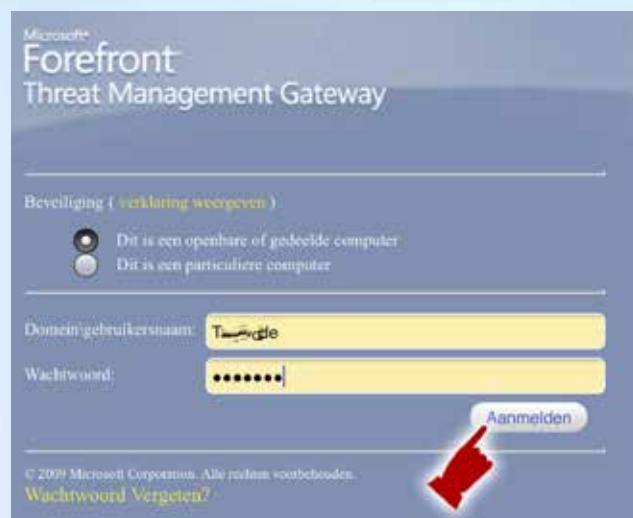 Microsoft®
Forefront™
Threat Management Gateway
Beveiliging ( verklaring weergeven )
Dit is een openbare of gedeelde computer
Dit is een particuliere computer
Domein\gebruikersnaam:
Wachtwoord: •••••••
Aanmelden
© 2009 Microsoft Corporation. Alle rechten voorbehouden.
Wachtwoord Vergeten?